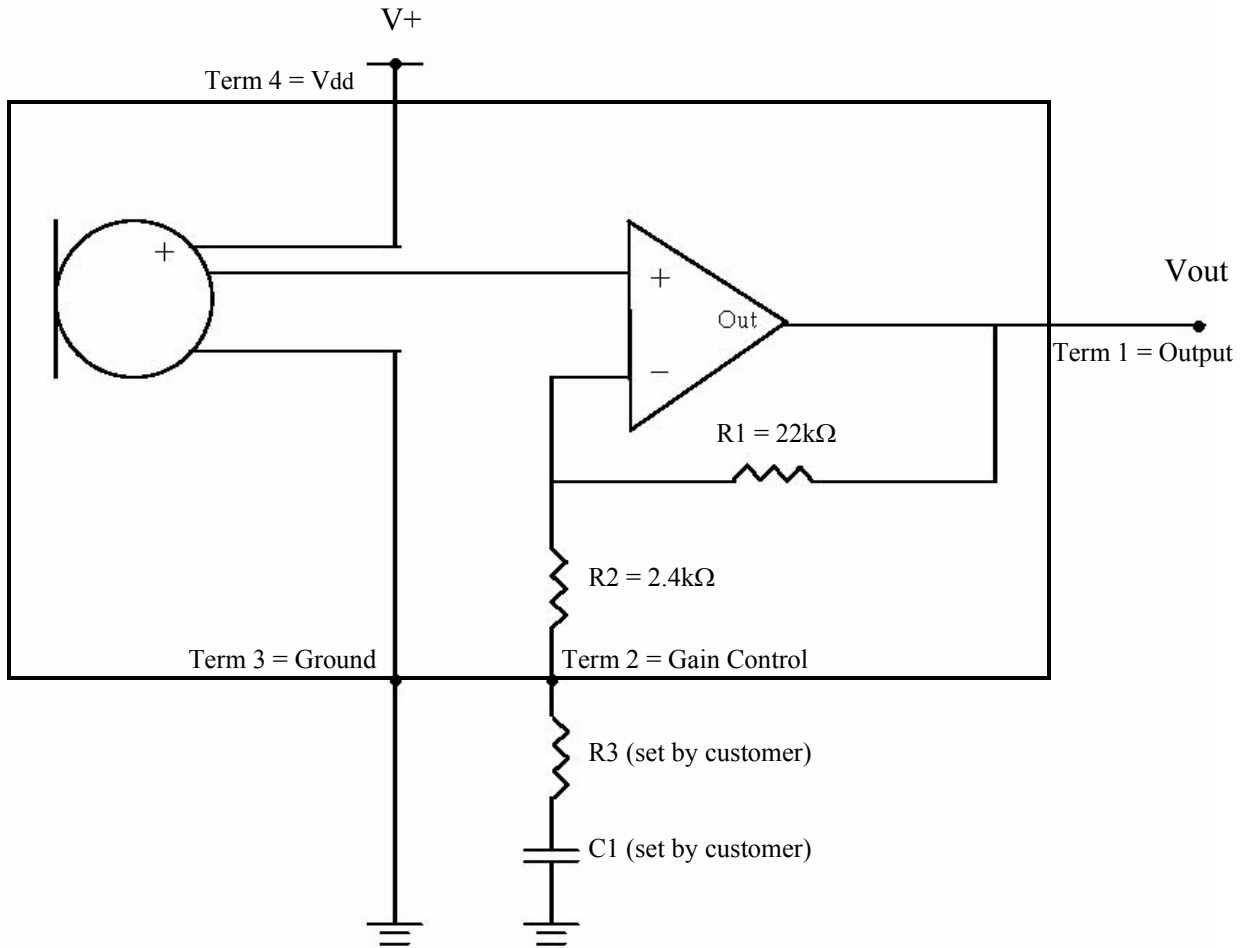 V+
Term 4 = Vdd
+
+
Out
Vout
−
Term 1 = Output
R1 = 22kΩ
R2 = 2.4kΩ
Term 3 = Ground
Term 2 = Gain Control
R3 (set by customer)
C1 (set by customer)